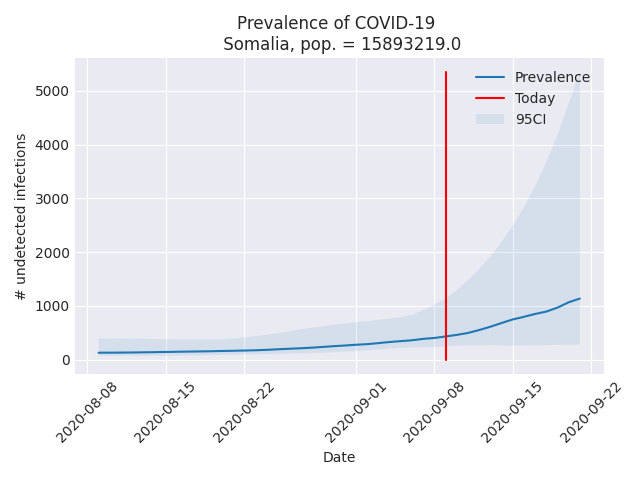 Prevalence of COVID-19
Somalia, pop. = 15893219.0
Prevalence
Today
95CI
# undetected infections
5000
4000
3000
2000
1000
0
2020-08-08
2020-08-15
2020-08-22
2020-09-01
2020-09-08
2020-09-15
2020-09-22
Date